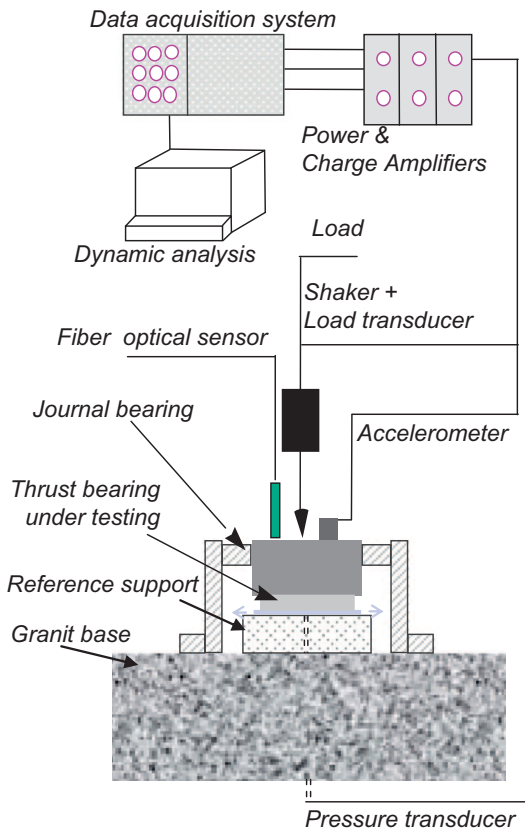 Data acquisition system
Power &
Charge Amplifiers
Dynamic analysis
Load
Shaker +
Load transducer
Fiber optical sensor
Journal bearing
Accelerometer
Thrust bearing
under testing
Reference support
Granit base
Pressure transducer